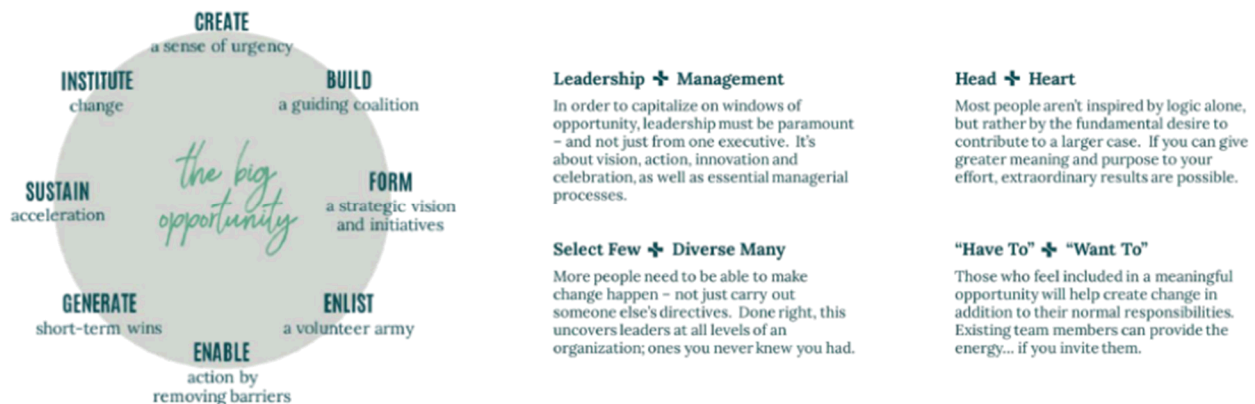 CREATE
a sense of urgency
BUILD
a guiding coalition
FORM
a strategic vision
and initiatives
ENLIST
a volunteer army
ENABLE
action by
removing barriers
GENERATE
short-term wins
SUSTAIN
acceleration
INSTITUTE
change
the big
opportunity
Leadership + Management
In order to capitalize on windows of
opportunity, leadership must be paramount
– and not just from one executive. It's
about vision, action, innovation and
celebration, as well as essential managerial
processes.
Head + Heart
Most people aren't inspired by logic alone,
but rather by the fundamental desire to
contribute to a larger case. If you can give
greater meaning and purpose to your
effort, extraordinary results are possible.
Select Few + Diverse Many
More people need to be able to make
change happen – not just carry out
someone else's directives. Done right, this
uncovers leaders at all levels of an
organization; ones you never knew you had.
“Have To” + “Want To”
Those who feel included in a meaningful
opportunity will help create change in
addition to their normal responsibilities.
Existing team members can provide the
energy... if you invite them.